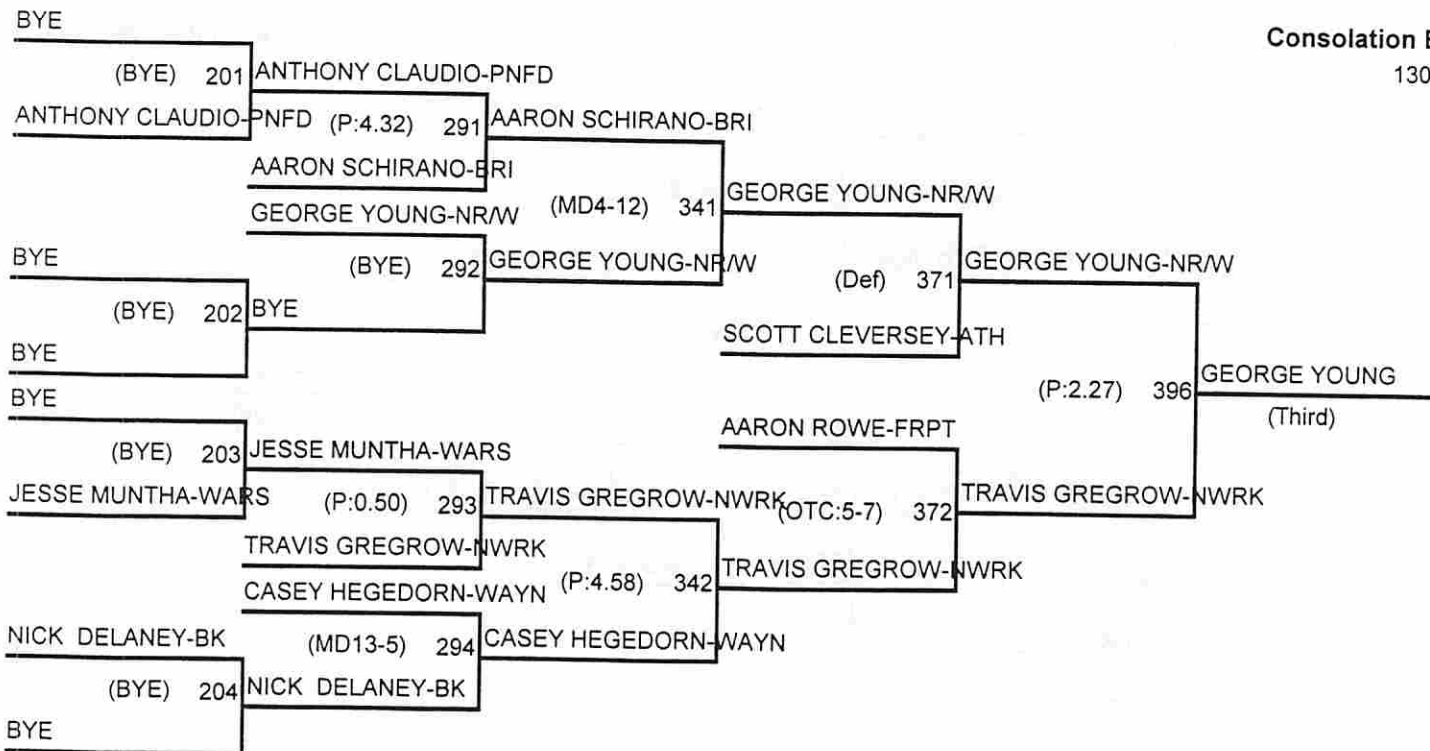 BYE
Consolation
(BYE) 201 ANTHONY CLAUDIO-PNFD
130
ANTHONY CLAUDIO-PNFD (P:4.32) 291 AARON SCHIRANO-BRI
AARON SCHIRANO-BRI
GEORGE YOUNG-NR/W (MD4-12) 341 GEORGE YOUNG-NR/W
BYE (BYE) 292 GEORGE YOUNG-NR/W (Def) 371 GEORGE YOUNG-NR/W
(BYE) 202 BYE
BYE
SCOTT CLEVERSEY-ATH
BYE
(P:2.27) 396 GEORGE YOUNG
(Third)
(BYE) 203 JESSE MUNTHA-WARS
AARON ROWE-FRPT
JESSE MUNTHA-WARS (P:0.50) 293 TRAVIS GREGROW-NWRK (OTC:5-7) 372 TRAVIS GREGROW-NWRK
TRAVIS GREGROW-NWRK
CASEY HEGEDORN-WAYN (P:4.58) 342 TRAVIS GREGROW-NWRK
NICK DELANEY-BK (MD13-5) 294 CASEY HEGEDORN-WAYN
(BYE) 204 NICK DELANEY-BK
BYE